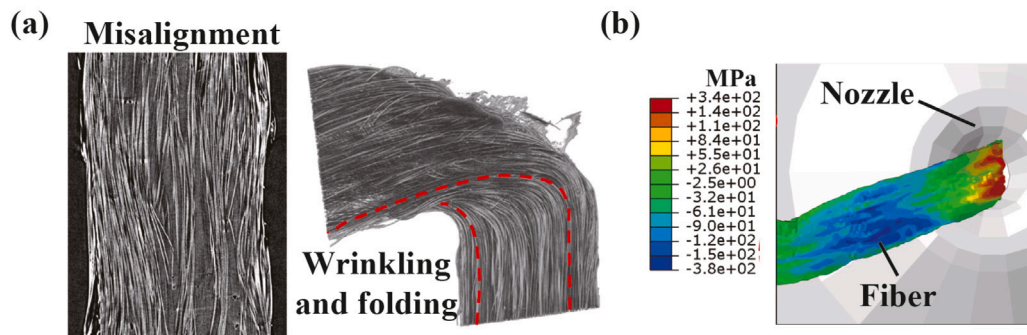 (a)
Misalignment
Wrinkling
and folding
(b)
MPa
+3.4e+02
+1.4e+02
+1.1e+02
+8.4e+01
+5.5e+01
+2.6e+01
-2.5e+00
-3.2e+01
-6.1e+01
-9.0e+01
-1.2e+02
-1.5e+02
-3.8e+02
Nozzle
Fiber